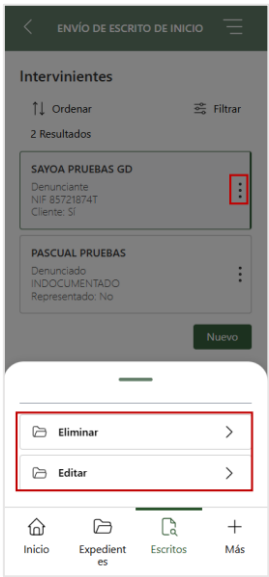 ENVÍO DE ESCRITO DE INICIO
Intervinientes
Ordenar
Filtrar
2 Resultados
SAYOA PRUEBAS GD
Denunciante
NIF 85721874T
Cliente: Sí
PASCUAL PRUEBAS
Denunciado
INDOCUMENTADO
Representado: No
Nuevo
Eliminar
Editar
Inicio
Expedient
es
Escritos
Más